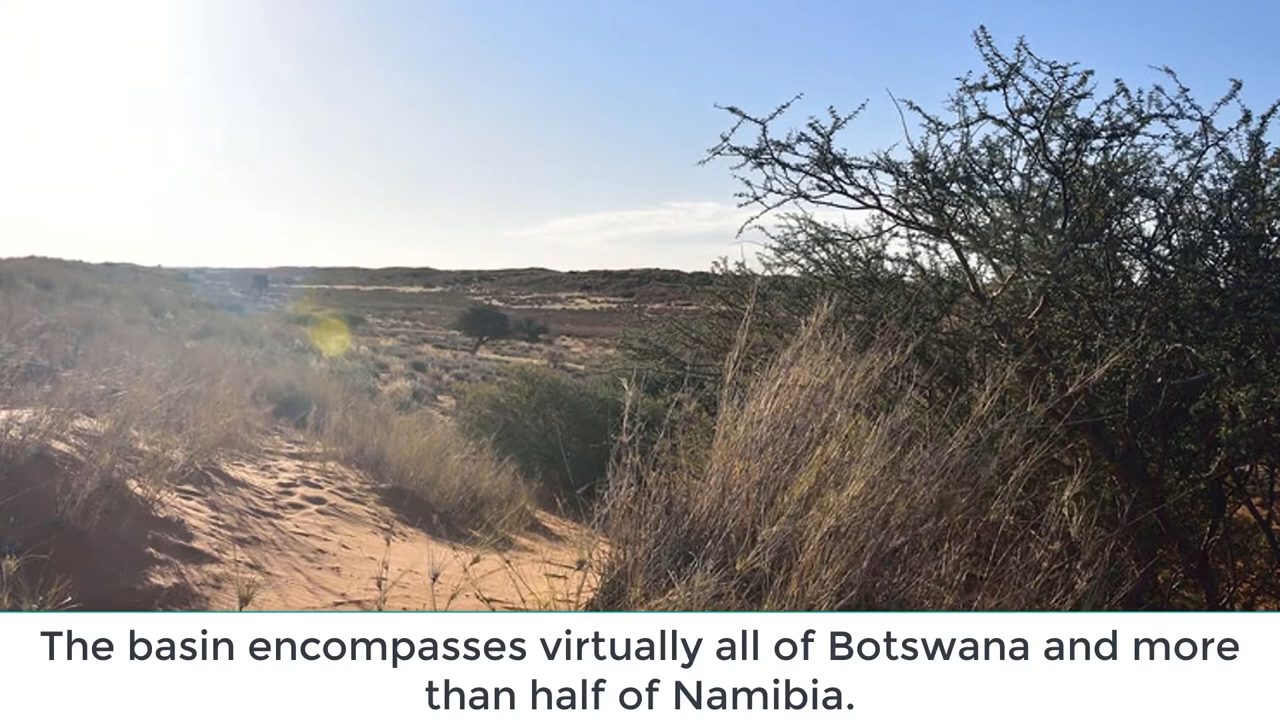 The basin encompasses virtually all of Botswana and more
than half of Namibia.